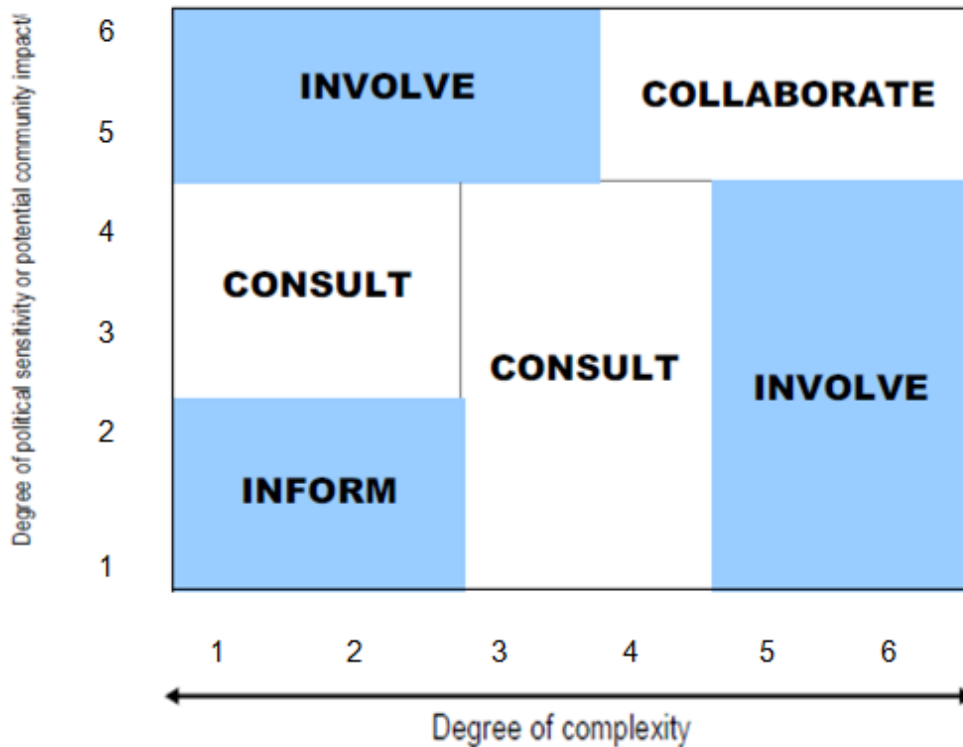 Degree of political sensitivity or potential community impact/
6
5
4
3
2
1
INVOLVE
COLLABORATE
CONSULT
CONSULT
INVOLVE
INFORM
1 2 3 4 5 6
Degree of complexity